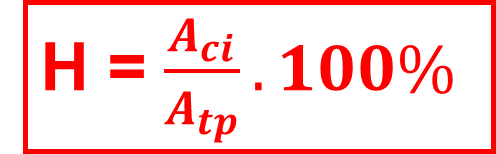 H = A_ci / A_tp . 100%